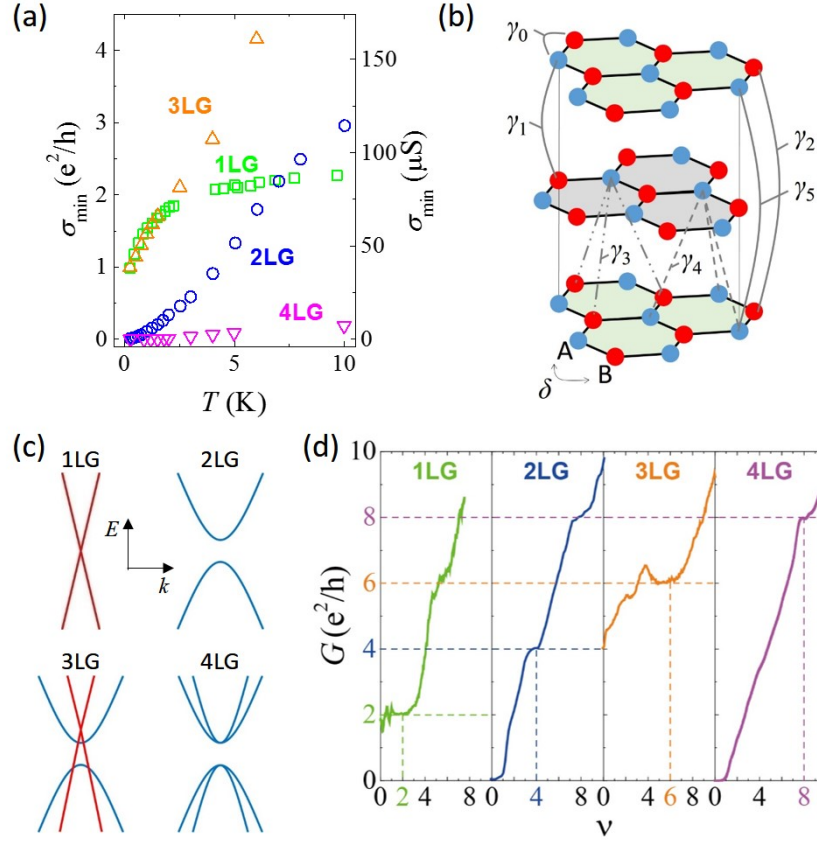 (a)
4
3
2
1
0
σmin (e²/h)
3LG
1LG
2LG
4LG
150
100
50
0
σmin (μS)
0
5
10
T (K)
(b)
γ0
γ1
γ2
γ5
γ3
γ4
A
B
δ
(c)
1LG
2LG
E
k
3LG
4LG
(d)
10
8
6
4
2
0
G (e²/h)
1LG
2LG
3LG
4LG
0 2 4 8
0 4 8
0 4 6 8
0 4 8
ν